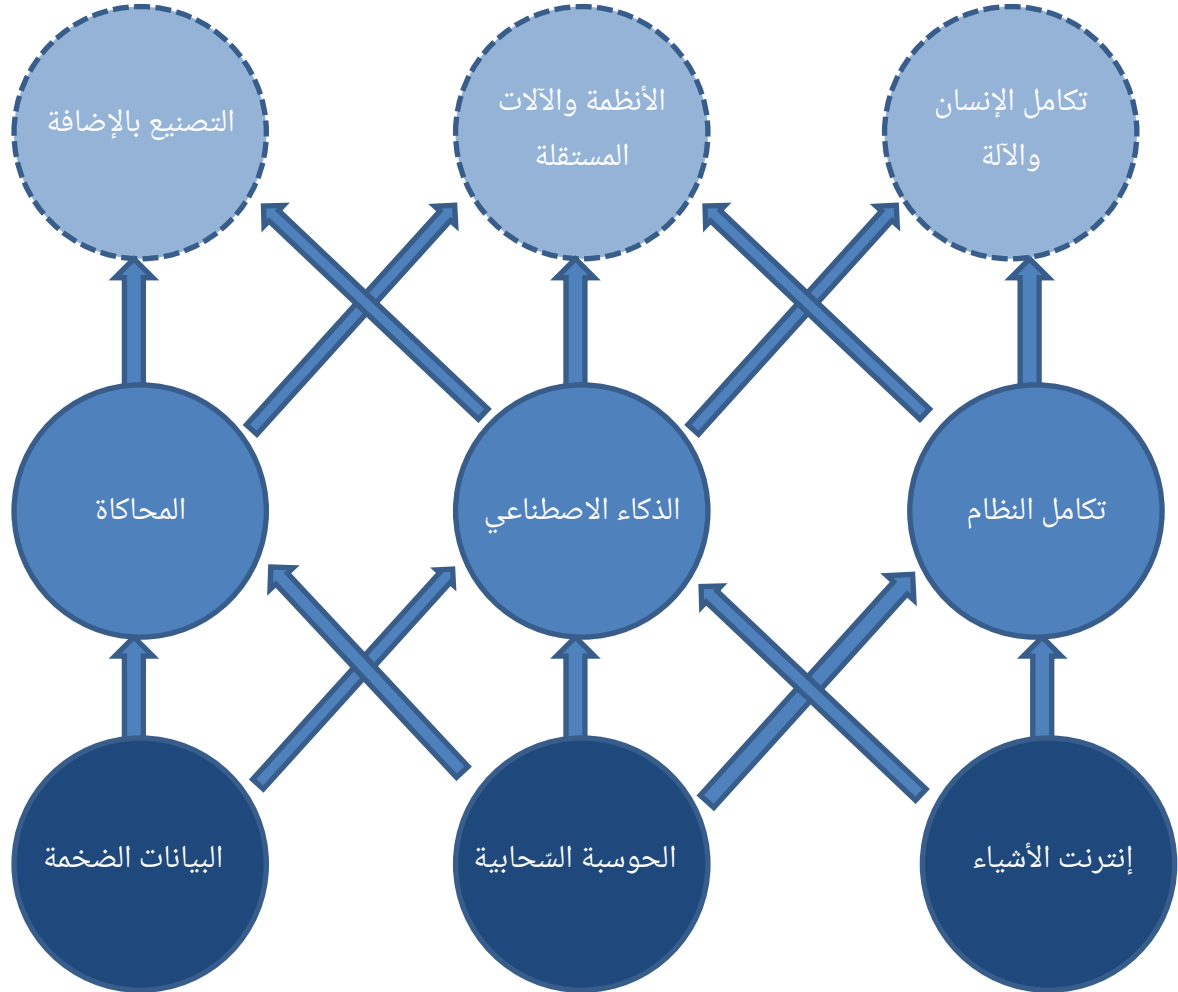 تكامل الإنسان
والآلة
الأنظمة والآلات
المستقلة
التصنيع بالإضافة
تكامل النظام
الذكاء الاصطناعي
المحاكاة
إنترنت الأشياء
الحوسبة السّحابية
البيانات الضخمة